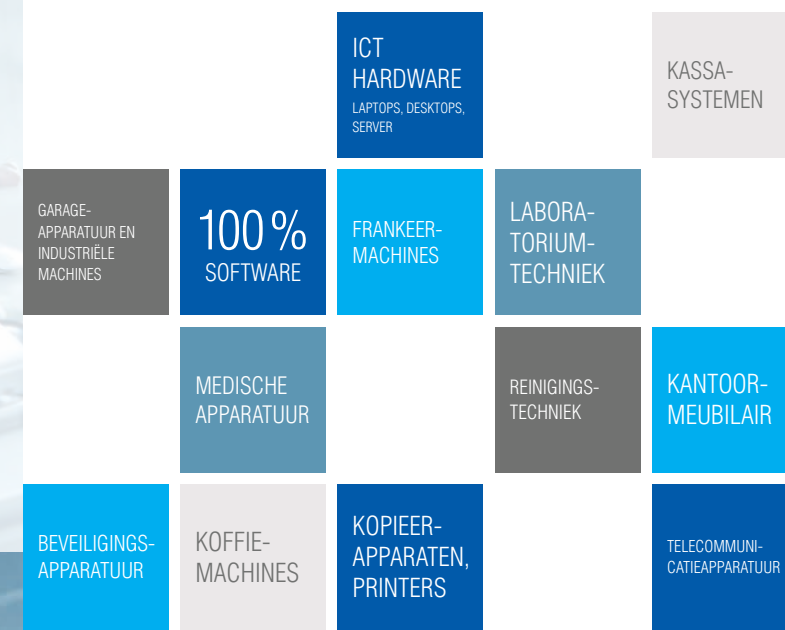 ICT
HARDWARE
LAPTOPS, DESKTOPS,
SERVER
KASSA-
SYSTEMEN
GARAGE-
APPARATUUR EN
INDUSTRIËLE
MACHINES
100 %
SOFTWARE
FRANKEER-
MACHINES
LABORA-
TORIUM-
TECHNIEK
MEDISCHE
APPARATUUR
REINIGINGS-
TECHNIEK
KANTOOR-
MEUBILAIR
BEVEILIGINGS-
APPARATUUR
KOFFIE-
MACHINES
KOPIEER-
APPARATEN,
PRINTERS
TELECOMMUNI-
CATIEAPPARATUUR